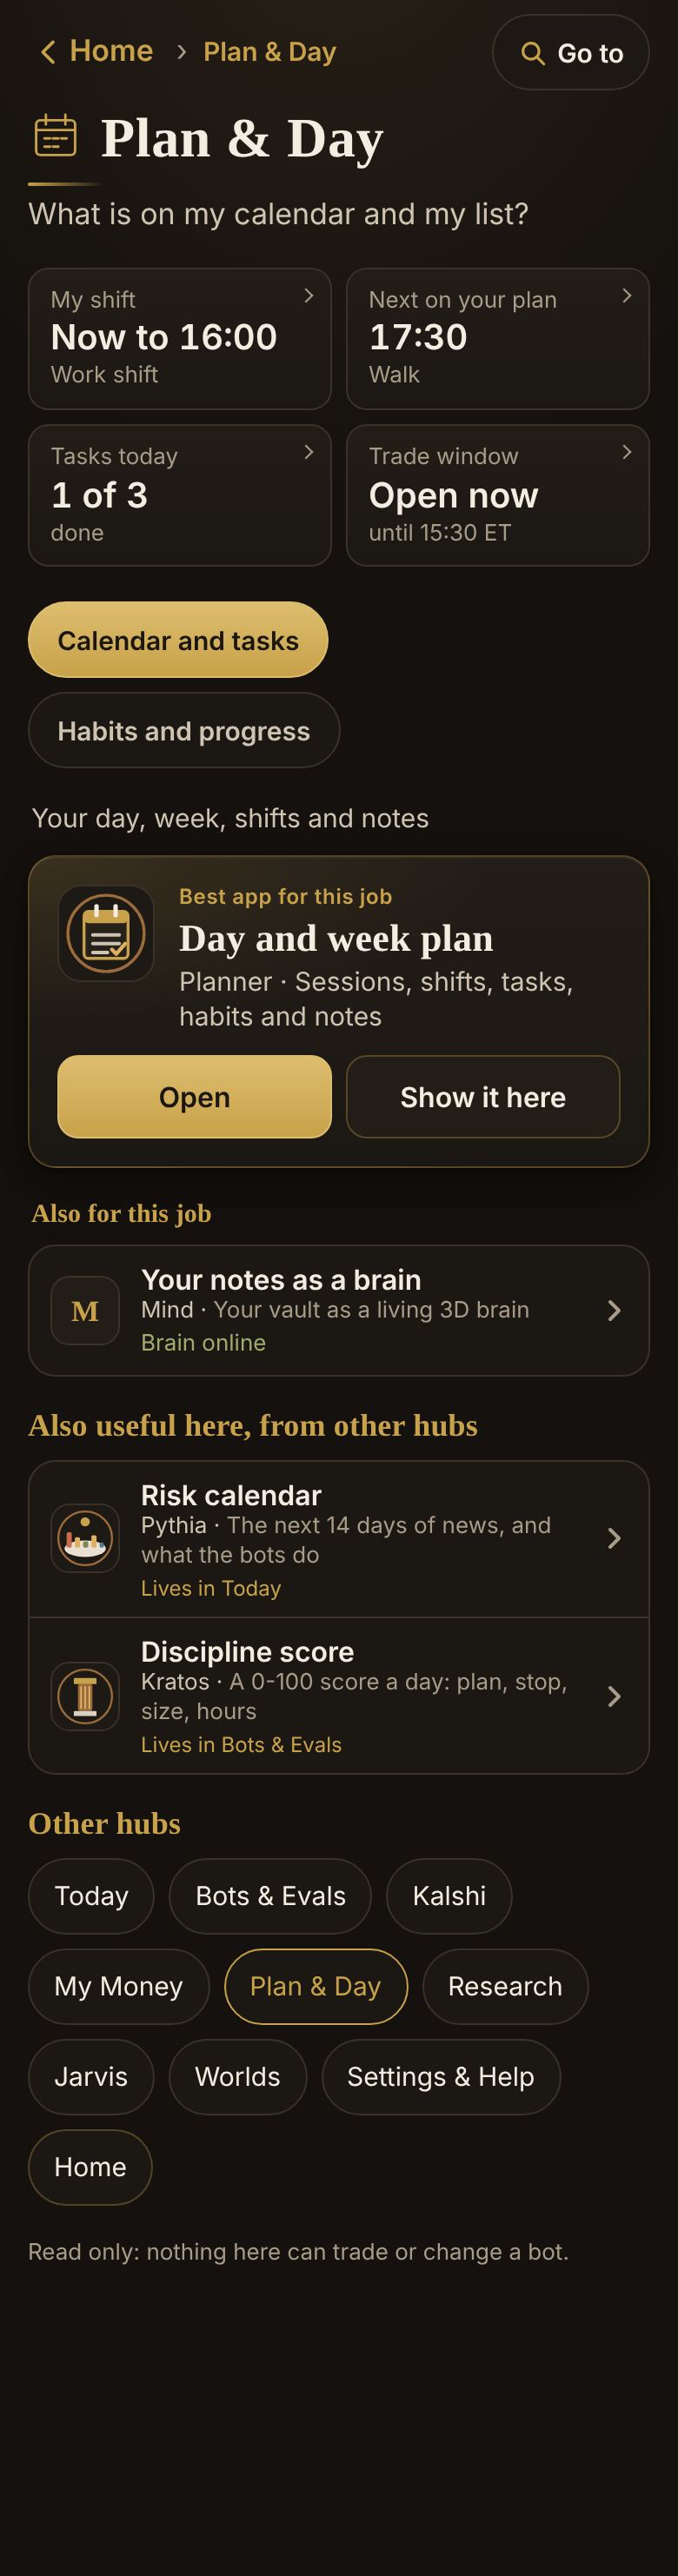 Home › Plan & Day
Go to
Plan & Day
What is on my calendar and my list?
My shift
Now to 16:00
Work shift
Next on your plan
17:30
Walk
Tasks today
1 of 3
done
Trade window
Open now
until 15:30 ET
Calendar and tasks
Habits and progress
Your day, week, shifts and notes
Best app for this job
Day and week plan
Planner · Sessions, shifts, tasks,
habits and notes
Open
Show it here
Also for this job
M
Your notes as a brain
Mind · Your vault as a living 3D brain
Brain online
Also useful here, from other hubs
Risk calendar
Pythia · The next 14 days of news, and
what the bots do
Lives in Today
Discipline score
Kratos · A 0-100 score a day: plan, stop,
size, hours
Lives in Bots & Evals
Other hubs
Today
Bots & Evals
Kalshi
My Money
Plan & Day
Research
Jarvis
Worlds
Settings & Help
Home
Read only: nothing here can trade or change a bot.